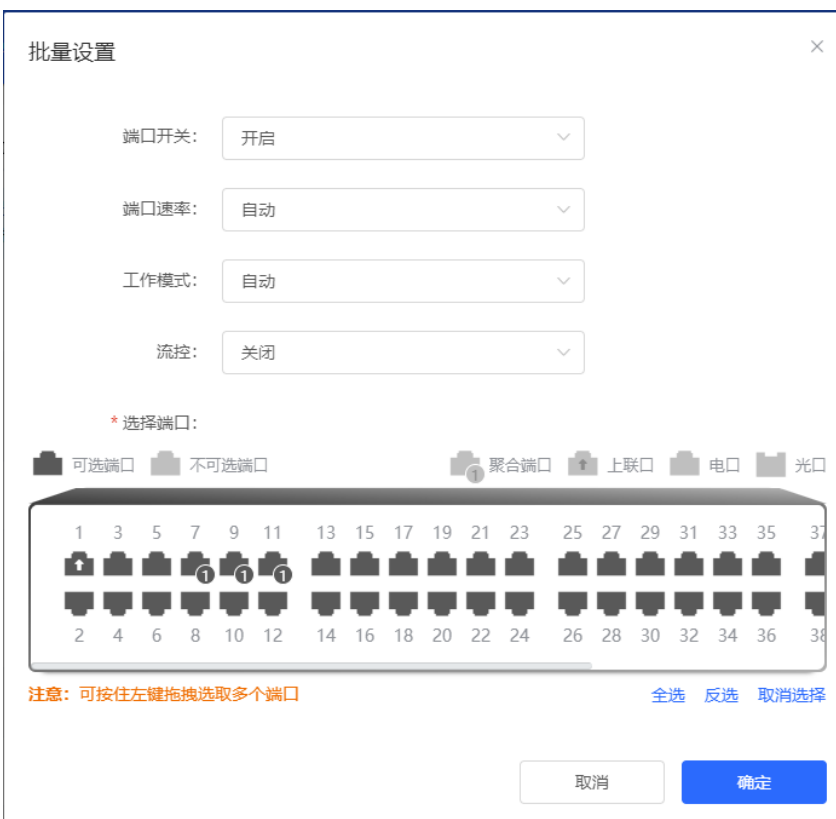 批量设置
端口开关： 开启
端口速率： 自动
工作模式： 自动
流控： 关闭
* 选择端口：
可选端口 不可选端口 1 聚合端口 上联口 电口 光口
1 3 5 7 9 11 13 15 17 19 21 23 25 27 29 31 33 35 37
1 1 1
2 4 6 8 10 12 14 16 18 20 22 24 26 28 30 32 34 36 38
注意：可按住左键拖拽选取多个端口 全选 反选 取消选择
取消 确定